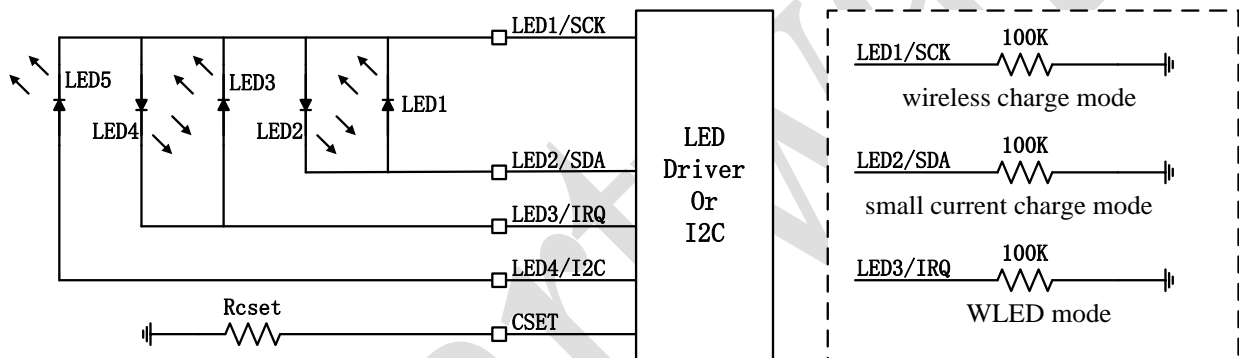 LED1/SCK
LED5
LED3
LED1
LED4
LED2
LED2/SDA
LED3/IRQ
LED4/I2C
Rcset
CSET
LED
Driver
Or
I2C
LED1/SCK 100K
wireless charge mode
LED2/SDA 100K
small current charge mode
LED3/IRQ 100K
WLED mode